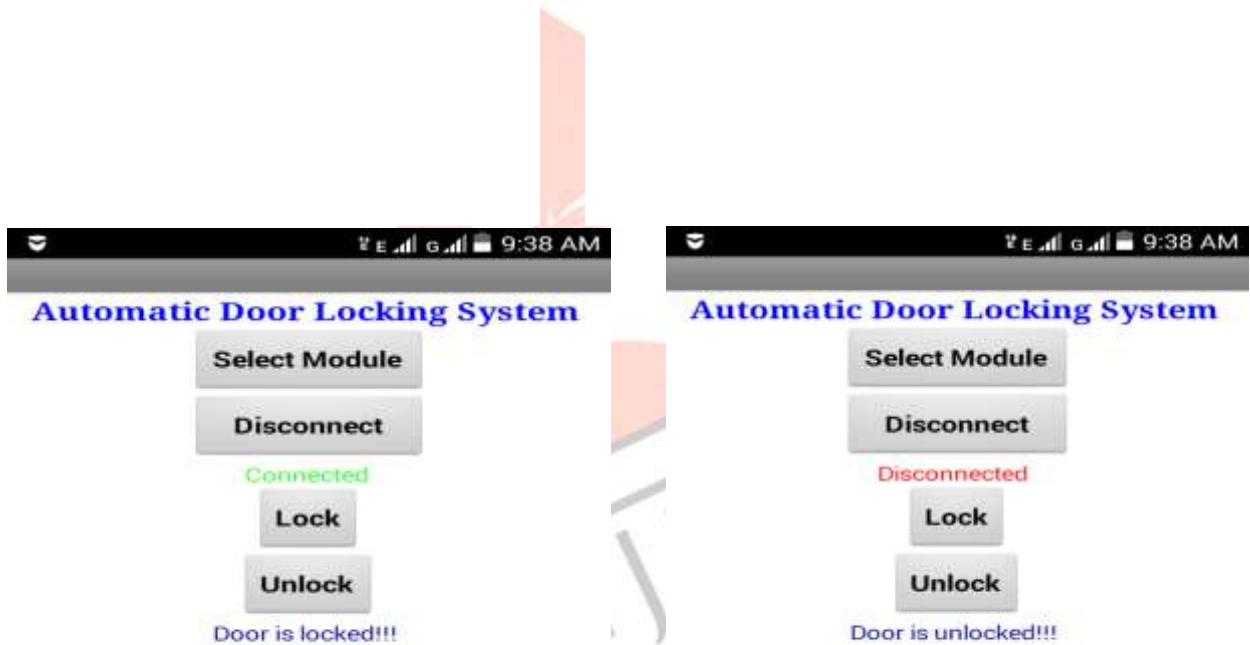 E G 9:38 AM
Automatic Door Locking System
Select Module
Disconnect
Connected
Lock
Unlock
Door is locked!!!
E G 9:38 AM
Automatic Door Locking System
Select Module
Disconnect
Disconnected
Lock
Unlock
Door is unlocked!!!